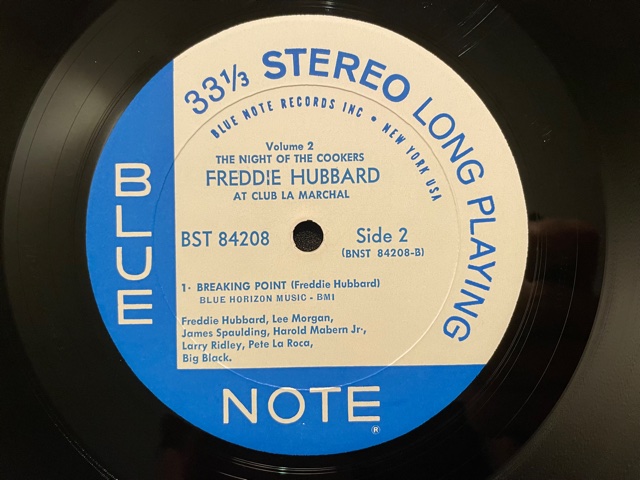 33⅓ STEREO LONG PLAYING
BLUE NOTE RECORDS INC • NEW YORK USA
Volume 2
THE NIGHT OF THE COOKERS
FREDDIE HUBBARD
AT CLUB LA MARCHAL
BST 84208
Side 2
(BNST 84208-B)
1- BREAKING POINT (Freddie Hubbard)
BLUE HORIZON MUSIC - BMI
Freddie Hubbard, Lee Morgan,
James Spaulding, Harold Mabern Jr-,
Larry Ridley, Pete La Roca,
Big Black.
BLUE
NOTE®